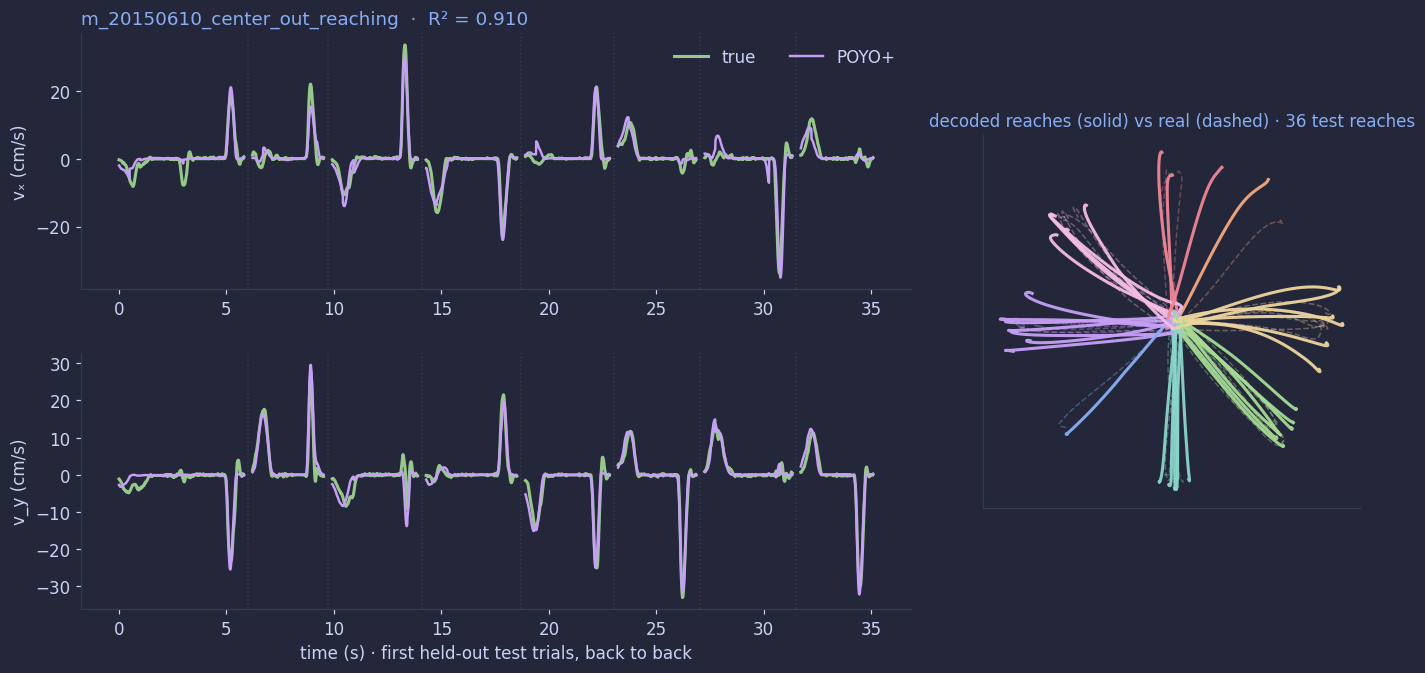 m_20150610_center_out_reaching · R² = 0.910
true
POYO+
vₓ (cm/s)
20
0
−20
0 5 10 15 20 25 30 35
v_y (cm/s)
30
20
10
0
−10
−20
−30
0 5 10 15 20 25 30 35
time (s) · first held-out test trials, back to back
decoded reaches (solid) vs real (dashed) · 36 test reaches